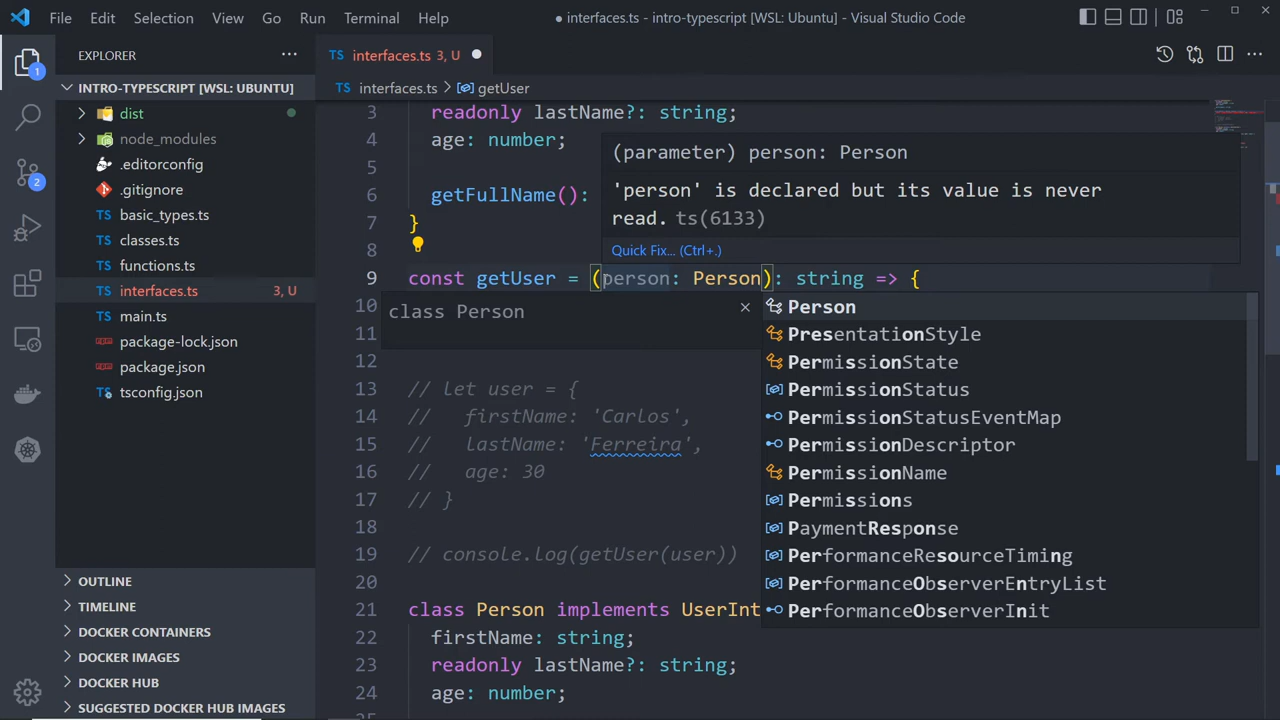 File Edit Selection View Go Run Terminal Help
● interfaces.ts - intro-typescript [WSL: Ubuntu] - Visual Studio Code
1
2
EXPLORER
INTRO-TYPESCRIPT [WSL: UBUNTU]
dist
node_modules
.editorconfig
.gitignore
TS basic_types.ts
TS classes.ts
TS functions.ts
TS interfaces.ts 3, U
TS main.ts
package-lock.json
package.json
tsconfig.json
OUTLINE
TIMELINE
DOCKER CONTAINERS
DOCKER IMAGES
DOCKER HUB
SUGGESTED DOCKER HUB IMAGES
TS interfaces.ts 3, U ●
TS interfaces.ts > getUser
3 readonly lastName?: string;
4 age: number;
5
6 getFullName():
7 }
8
9 const getUser = (person: Person): string => {
10
11
12
13 // let user = {
14 // firstName: 'Carlos',
15 // lastName: 'Ferreira',
16 // age: 30
17 // }
18
19 // console.log(getUser(user))
20
21 class Person implements UserInt
22 firstName: string;
23 readonly lastName?: string;
24 age: number;
(parameter) person: Person
'person' is declared but its value is never
read. ts(6133)
Quick Fix... (Ctrl+.)
class Person
Person
PresentationStyle
PermissionState
PermissionStatus
PermissionStatusEventMap
PermissionDescriptor
PermissionName
Permissions
PaymentResponse
PerformanceResourceTiming
PerformanceObserverEntryList
PerformanceObserverInit